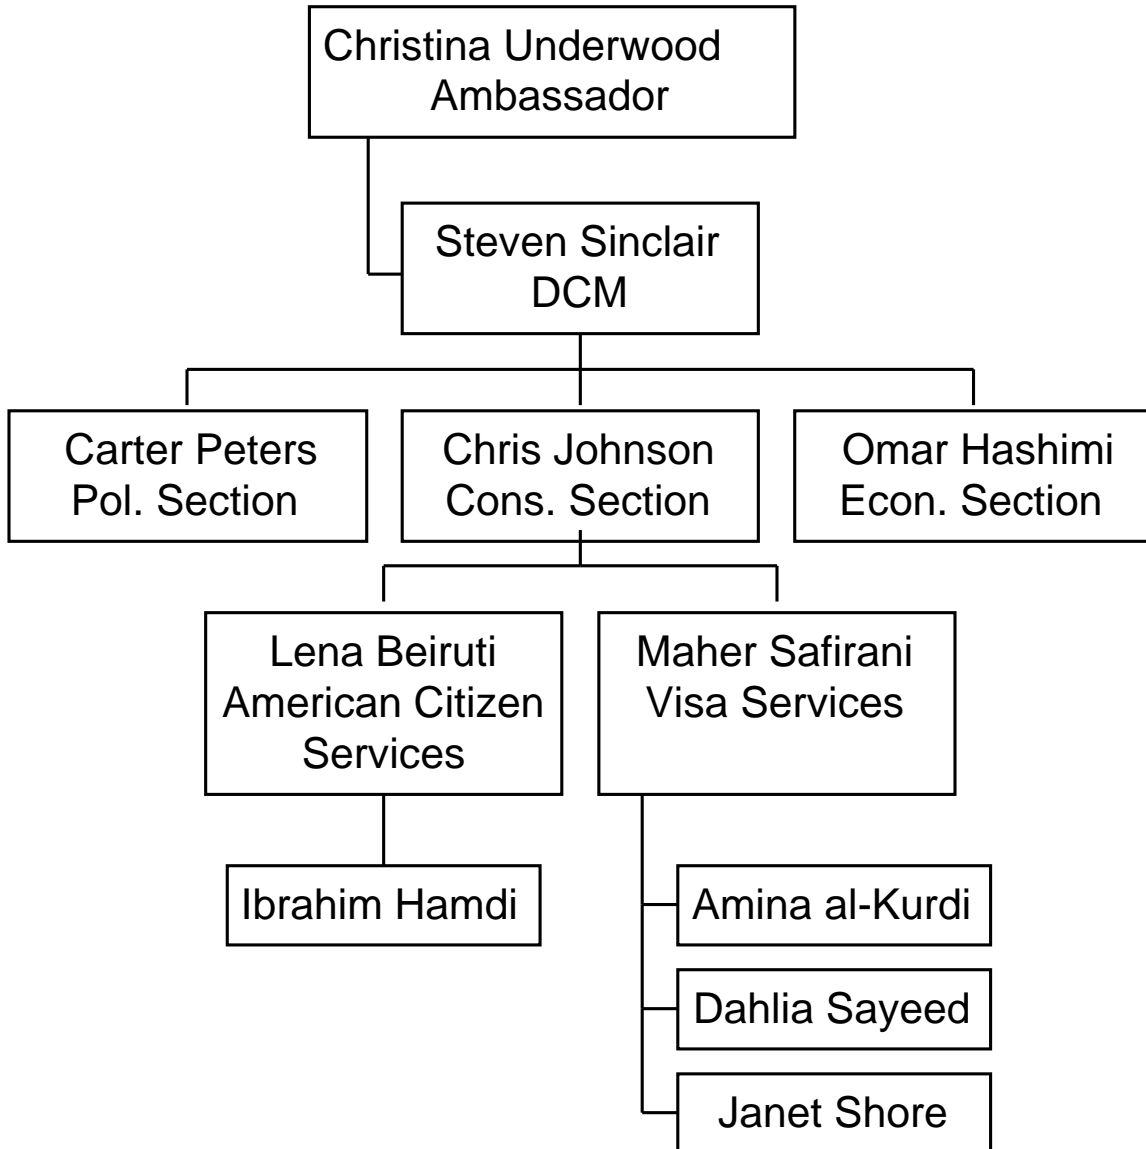 Christina Underwood
Ambassador
Steven Sinclair
DCM
Carter Peters
Pol. Section
Chris Johnson
Cons. Section
Omar Hashimi
Econ. Section
Lena Beiruti
American Citizen
Services
Maher Safirani
Visa Services
Ibrahim Hamdi
Amina al-Kurdi
Dahlia Sayeed
Janet Shore